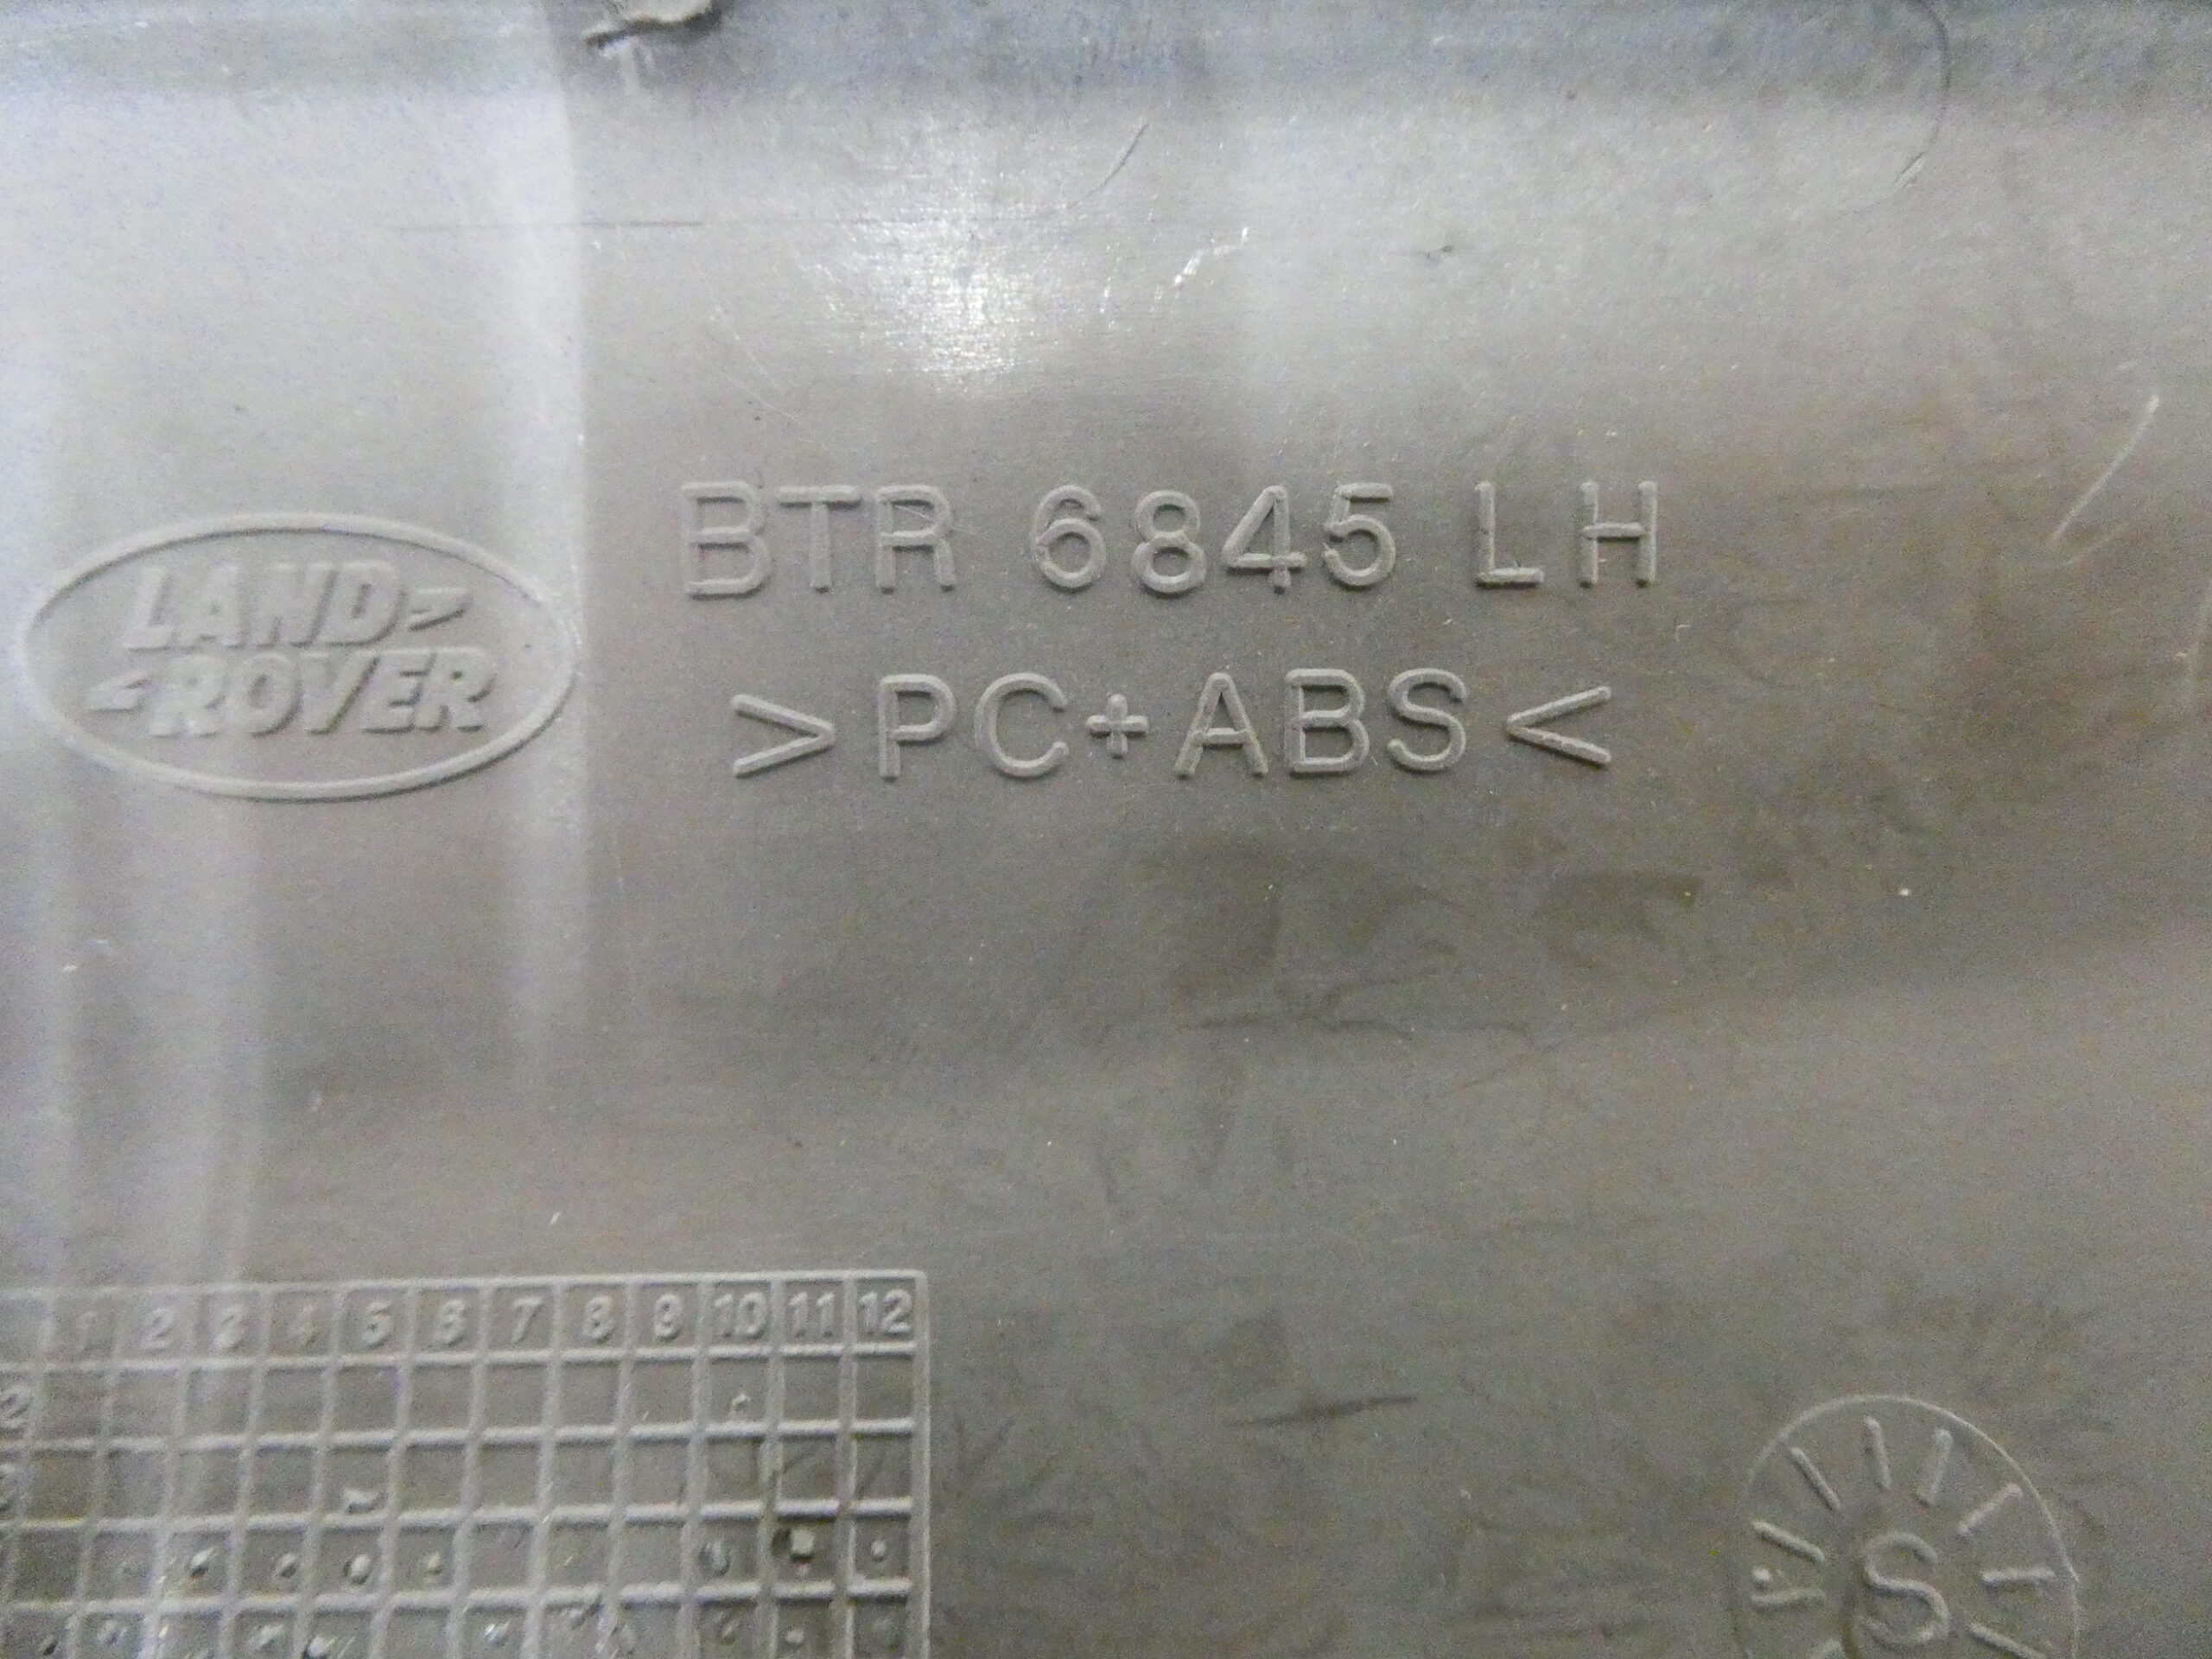 LAND
ROVER
BTR 6845 LH
>PC+ABS<
1 2 3 4 5 6 7 8 9 10 11 12
2
S